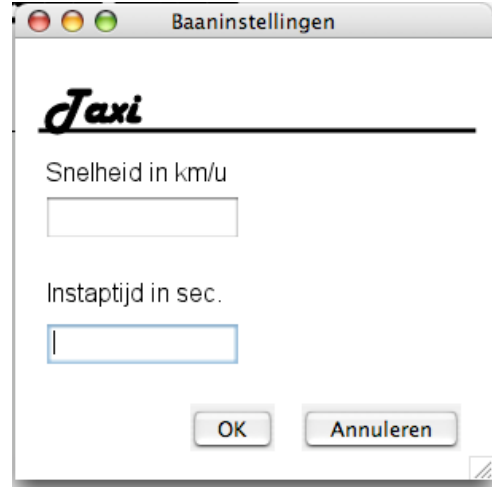 Baaninstellingen
Taxi
Snelheid in km/u
Instaptijd in sec.
OK Annuleren